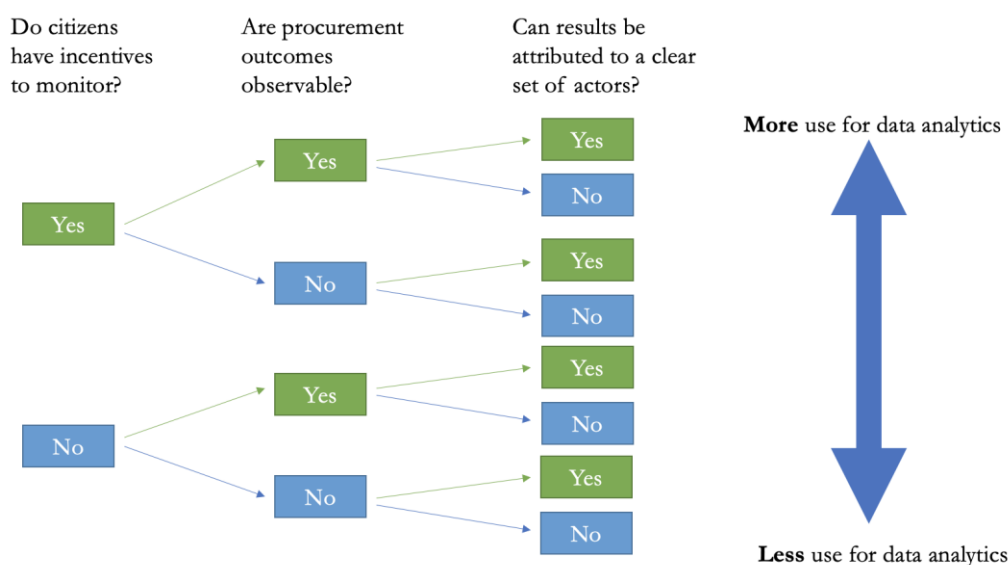 Do citizens
have incentives
to monitor?
Are procurement
outcomes
observable?
Can results be
attributed to a clear
set of actors?
More use for data analytics
Yes
Yes
Yes
No
No
Yes
No
No
Yes
Yes
No
No
Yes
No
Less use for data analytics